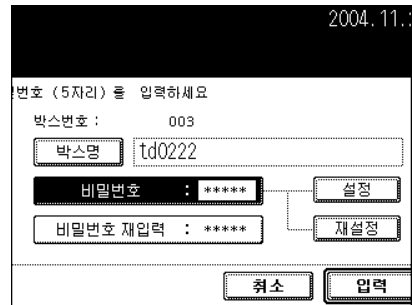 2004. 11.
번호 (5자리) 를 입력하세요
박스번호 : 003
박스명 td0222
비밀번호 : ***** 설정
비밀번호 재입력 : ***** 재설정
취소 입력